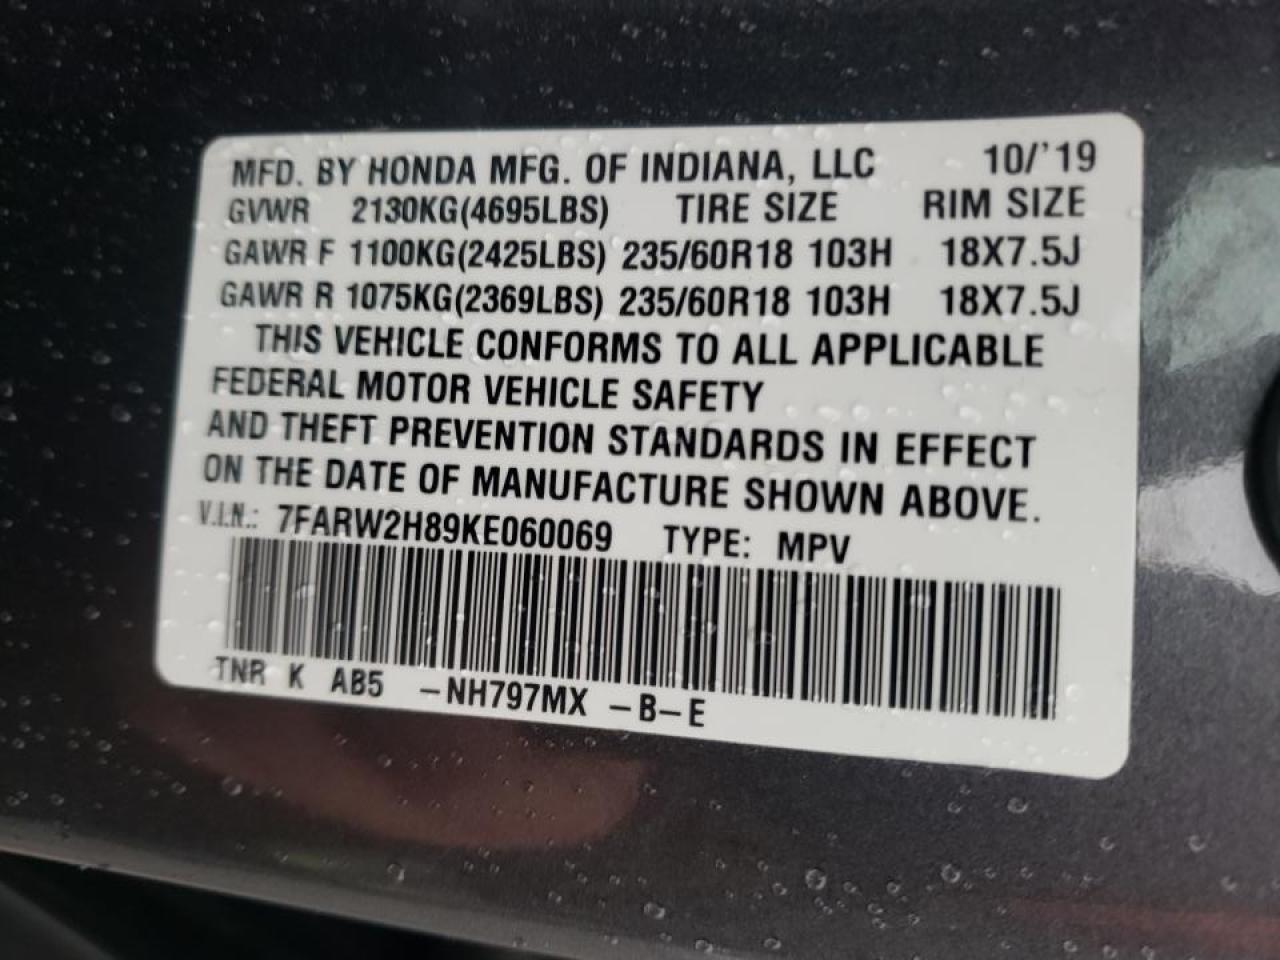 MFD. BY HONDA MFG. OF INDIANA, LLC 10/'19
GVWR 2130KG(4695LBS) TIRE SIZE RIM SIZE
GAWR F 1100KG(2425LBS) 235/60R18 103H 18X7.5J
GAWR R 1075KG(2369LBS) 235/60R18 103H 18X7.5J
THIS VEHICLE CONFORMS TO ALL APPLICABLE
FEDERAL MOTOR VEHICLE SAFETY
AND THEFT PREVENTION STANDARDS IN EFFECT
ON THE DATE OF MANUFACTURE SHOWN ABOVE.
V.I.N.: 7FARW2H89KE060069 TYPE: MPV
TNR K AB5 -NH797MX -B-E